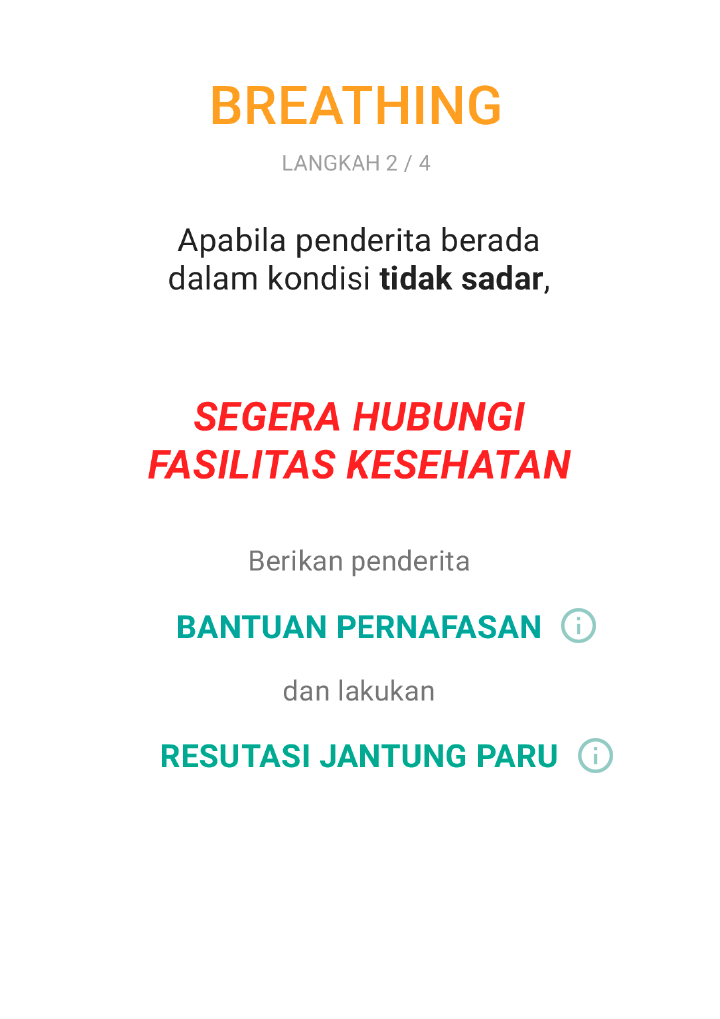 BREATHING
LANGKAH 2 / 4
Apabila penderita berada
dalam kondisi tidak sadar,
SEGERA HUBUNGI
FASILITAS KESEHATAN
Berikan penderita
BANTUAN PERNAFASAN
dan lakukan
RESUTASI JANTUNG PARU